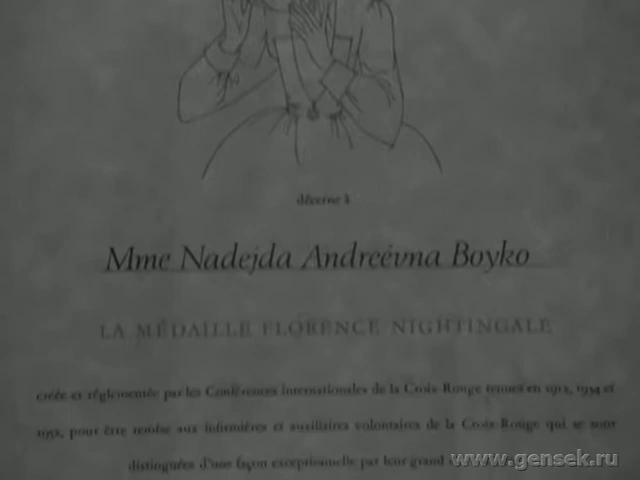 décerne à
Mme Nadejda Andréévna Boyko
LA MÉDAILLE FLORENCE NIGHTINGALE
créée et réglementée par les Conférences internationales de la Croix-Rouge tenues en 1912, 1934 et
1952, pour être remise aux infirmières et auxiliaires volontaires de la Croix-Rouge qui se sont
distinguées d'une façon exceptionnelle par leur grand
www.gensek.ru